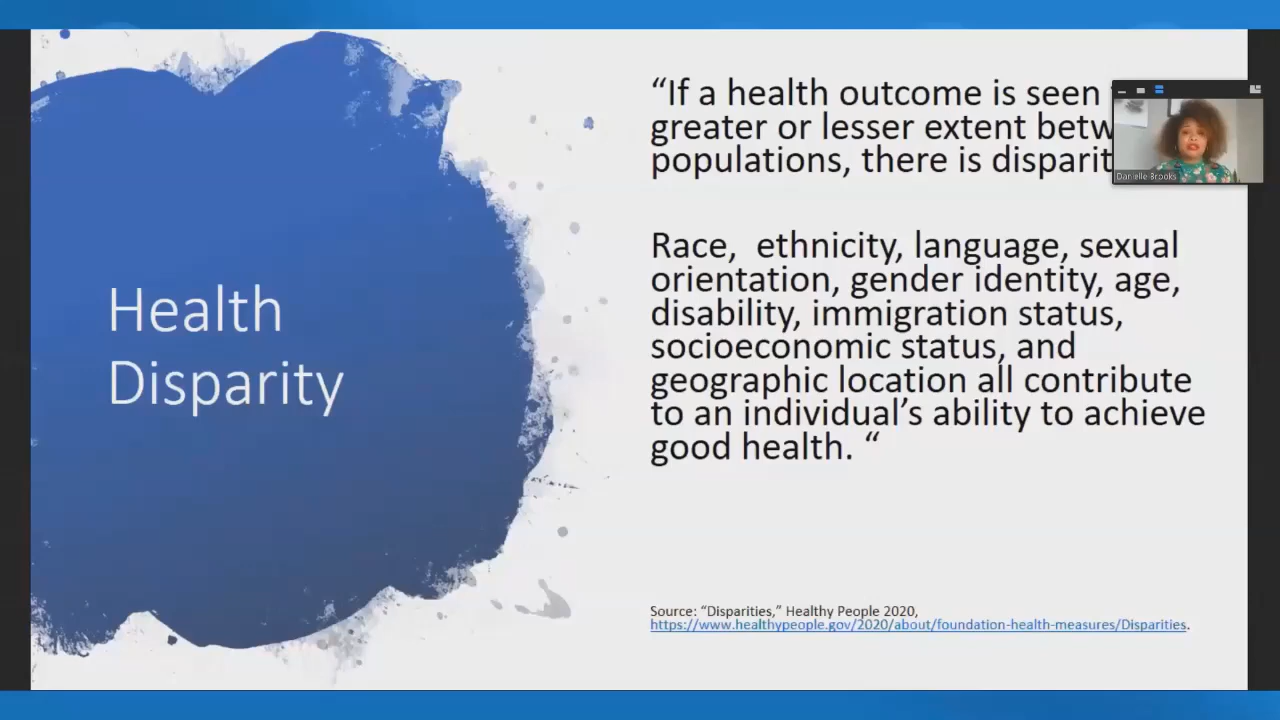 Health
Disparity
“If a health outcome is seen
greater or lesser extent betw
populations, there is disparit
Danielle Brooks
Race,  ethnicity, language, sexual
orientation, gender identity, age,
disability, immigration status,
socioeconomic status, and
geographic location all contribute
to an individual’s ability to achieve
good health. “
Source: “Disparities,” Healthy People 2020,
https://www.healthypeople.gov/2020/about/foundation-health-measures/Disparities.